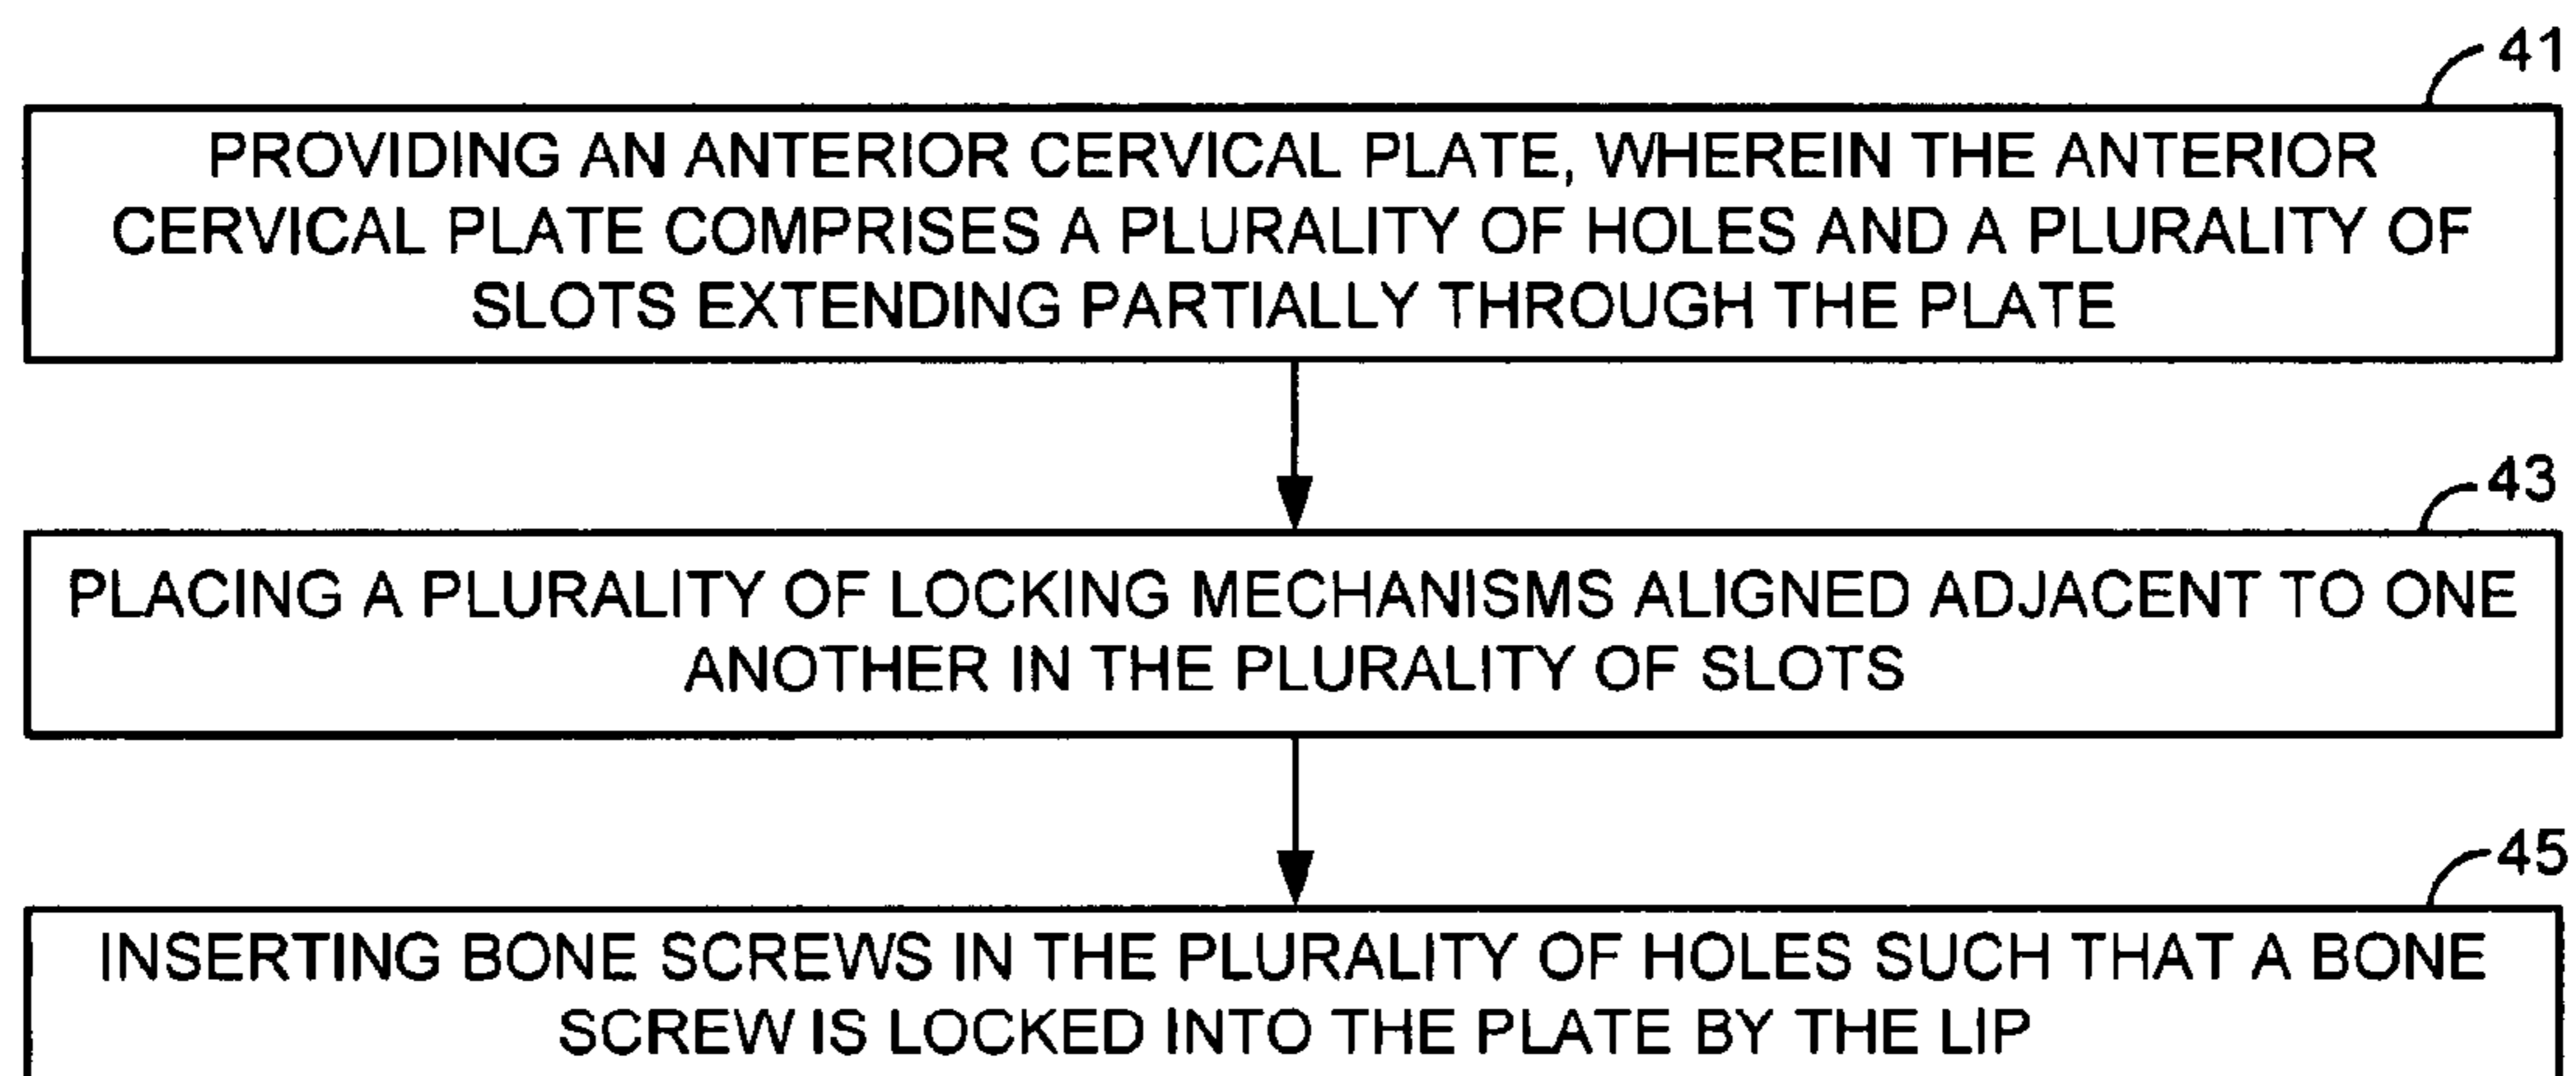 41
PROVIDING AN ANTERIOR CERVICAL PLATE, WHEREIN THE ANTERIOR
CERVICAL PLATE COMPRISES A PLURALITY OF HOLES AND A PLURALITY OF
SLOTS EXTENDING PARTIALLY THROUGH THE PLATE
43
PLACING A PLURALITY OF LOCKING MECHANISMS ALIGNED ADJACENT TO ONE
ANOTHER IN THE PLURALITY OF SLOTS
45
INSERTING BONE SCREWS IN THE PLURALITY OF HOLES SUCH THAT A BONE
SCREW IS LOCKED INTO THE PLATE BY THE LIP